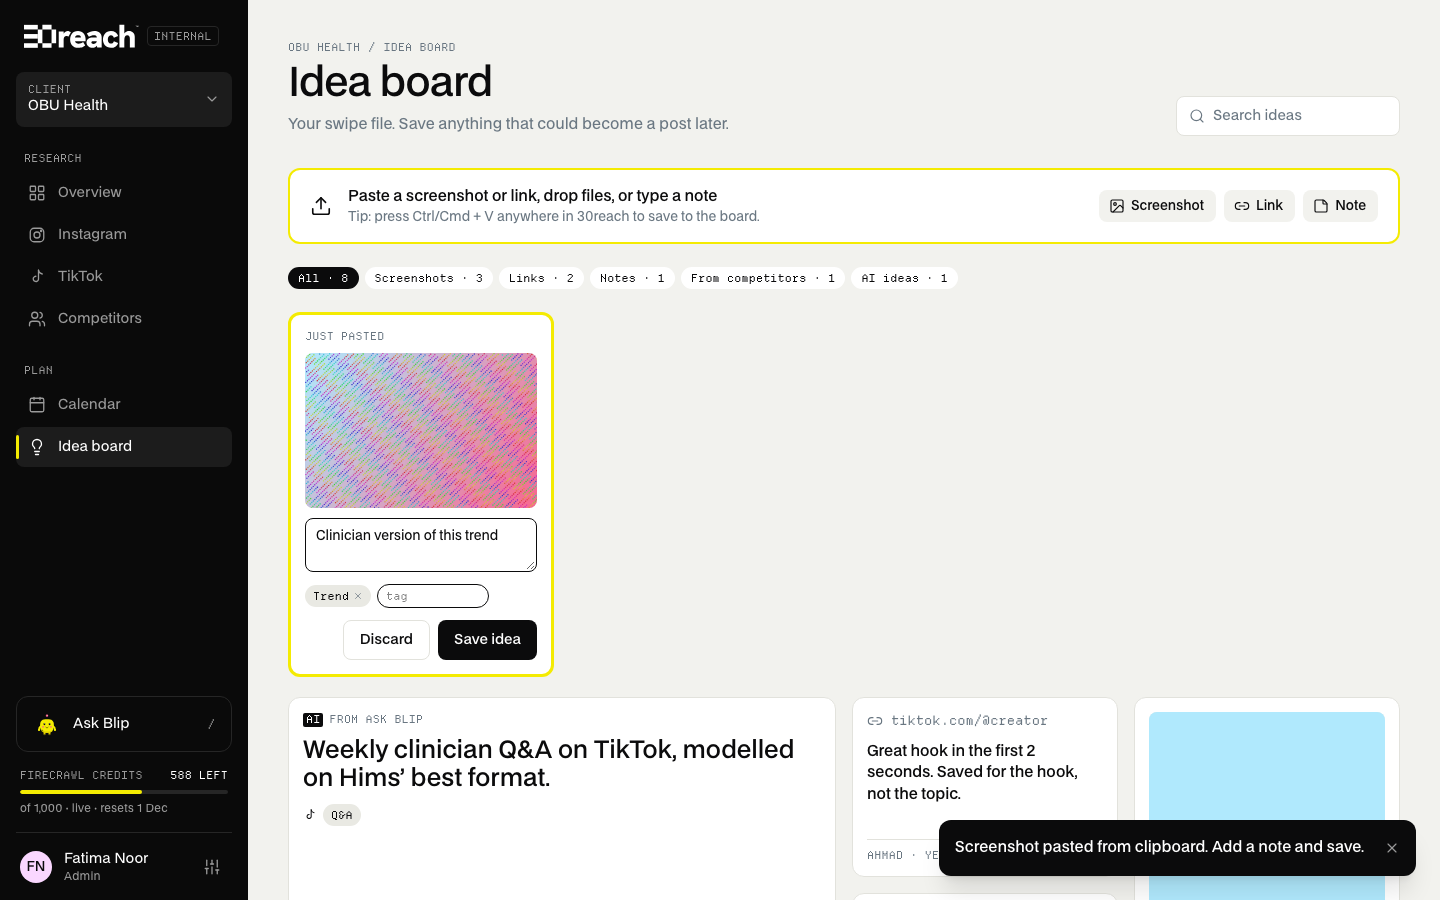 30reach INTERNAL
CLIENT
OBU Health
RESEARCH
Overview
Instagram
TikTok
Competitors
PLAN
Calendar
Idea board
Ask Blip /
FIRECRAWL CREDITS 588 LEFT
of 1,000 · live · resets 1 Dec
FN
Fatima Noor
Admin
OBU HEALTH / IDEA BOARD
Idea board
Your swipe file. Save anything that could become a post later.
Search ideas
Paste a screenshot or link, drop files, or type a note
Tip: press Ctrl/Cmd + V anywhere in 30reach to save to the board.
Screenshot Link Note
All · 8 Screenshots · 3 Links · 2 Notes · 1 From competitors · 1 AI ideas · 1
JUST PASTED
Clinician version of this trend
Trend × tag
Discard Save idea
AI FROM ASK BLIP
Weekly clinician Q&A on TikTok, modelled
on Hims’ best format.
Q&A
tiktok.com/@creator
Great hook in the first 2
seconds. Saved for the hook,
not the topic.
AHMAD · YE
Screenshot pasted from clipboard. Add a note and save. ×